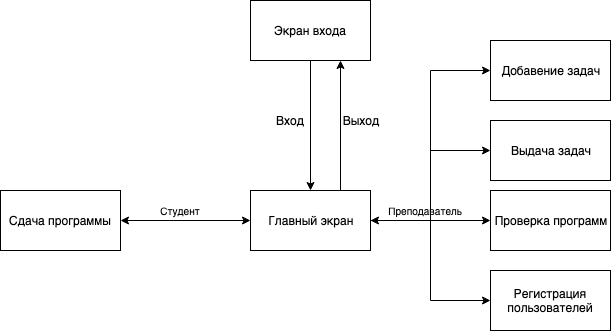 Экран входа
Добавение задач
Вход
Выход
Выдача задач
Сдача программы
Студент
Главный экран
Преподаватель
Проверка программ
Регистрация
пользователей